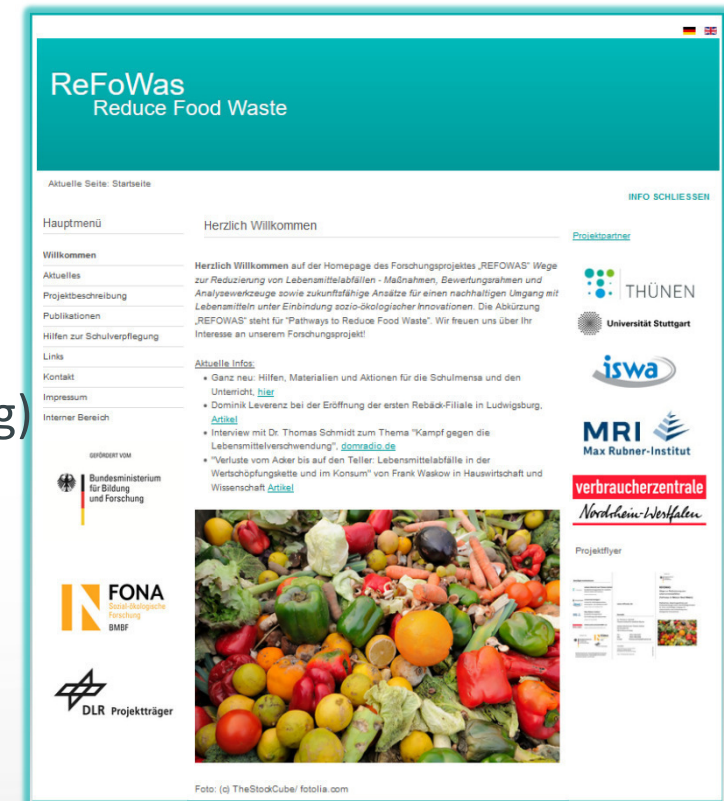 ReFoWas
Reduce Food Waste
Aktuelle Seite: Startseite
INFO SCHLIESSEN
Hauptmenü
Willkommen
Aktuelles
Projektbeschreibung
Publikationen
Hilfen zur Schulverpflegung
Links
Kontakt
Impressum
Interner Bereich
g)
GEFÖRDERT VOM
Bundesministerium
für Bildung
und Forschung
FONA
Sozial-ökologische
Forschung
BMBF
DLR Projektträger
Herzlich Willkommen
Herzlich Willkommen auf der Homepage des Forschungsprojektes „REFOWAS“ Wege
zur Reduzierung von Lebensmittelabfällen - Maßnahmen, Bewertungsrahmen und
Analysewerkzeuge sowie zukunftsfähige Ansätze für einen nachhaltigen Umgang mit
Lebensmitteln unter Einbindung sozio-ökologischer Innovationen. Die Abkürzung
„REFOWAS“ steht für "Pathways to Reduce Food Waste". Wir freuen uns über Ihr
Interesse an unserem Forschungsprojekt!
Aktuelle Infos:
• Ganz neu: Hilfen, Materialien und Aktionen für die Schulmensa und den
Unterricht, hier
• Dominik Leverenz bei der Eröffnung der ersten Rebäck-Filiale in Ludwigsburg,
Artikel
• Interview mit Dr. Thomas Schmidt zum Thema "Kampf gegen die
Lebensmittelverschwendung", domradio.de
• "Verluste vom Acker bis auf den Teller: Lebensmittelabfälle in der
Wertschöpfungskette und im Konsum" von Frank Waskow in Hauswirtschaft und
Wissenschaft Artikel
Foto: (c) TheStockCube/ fotolia.com
Projektpartner
THÜNEN
Universität Stuttgart
iswa
MRI
Max Rubner-Institut
verbraucherzentrale
Nordrhein-Westfalen
Projektflyer